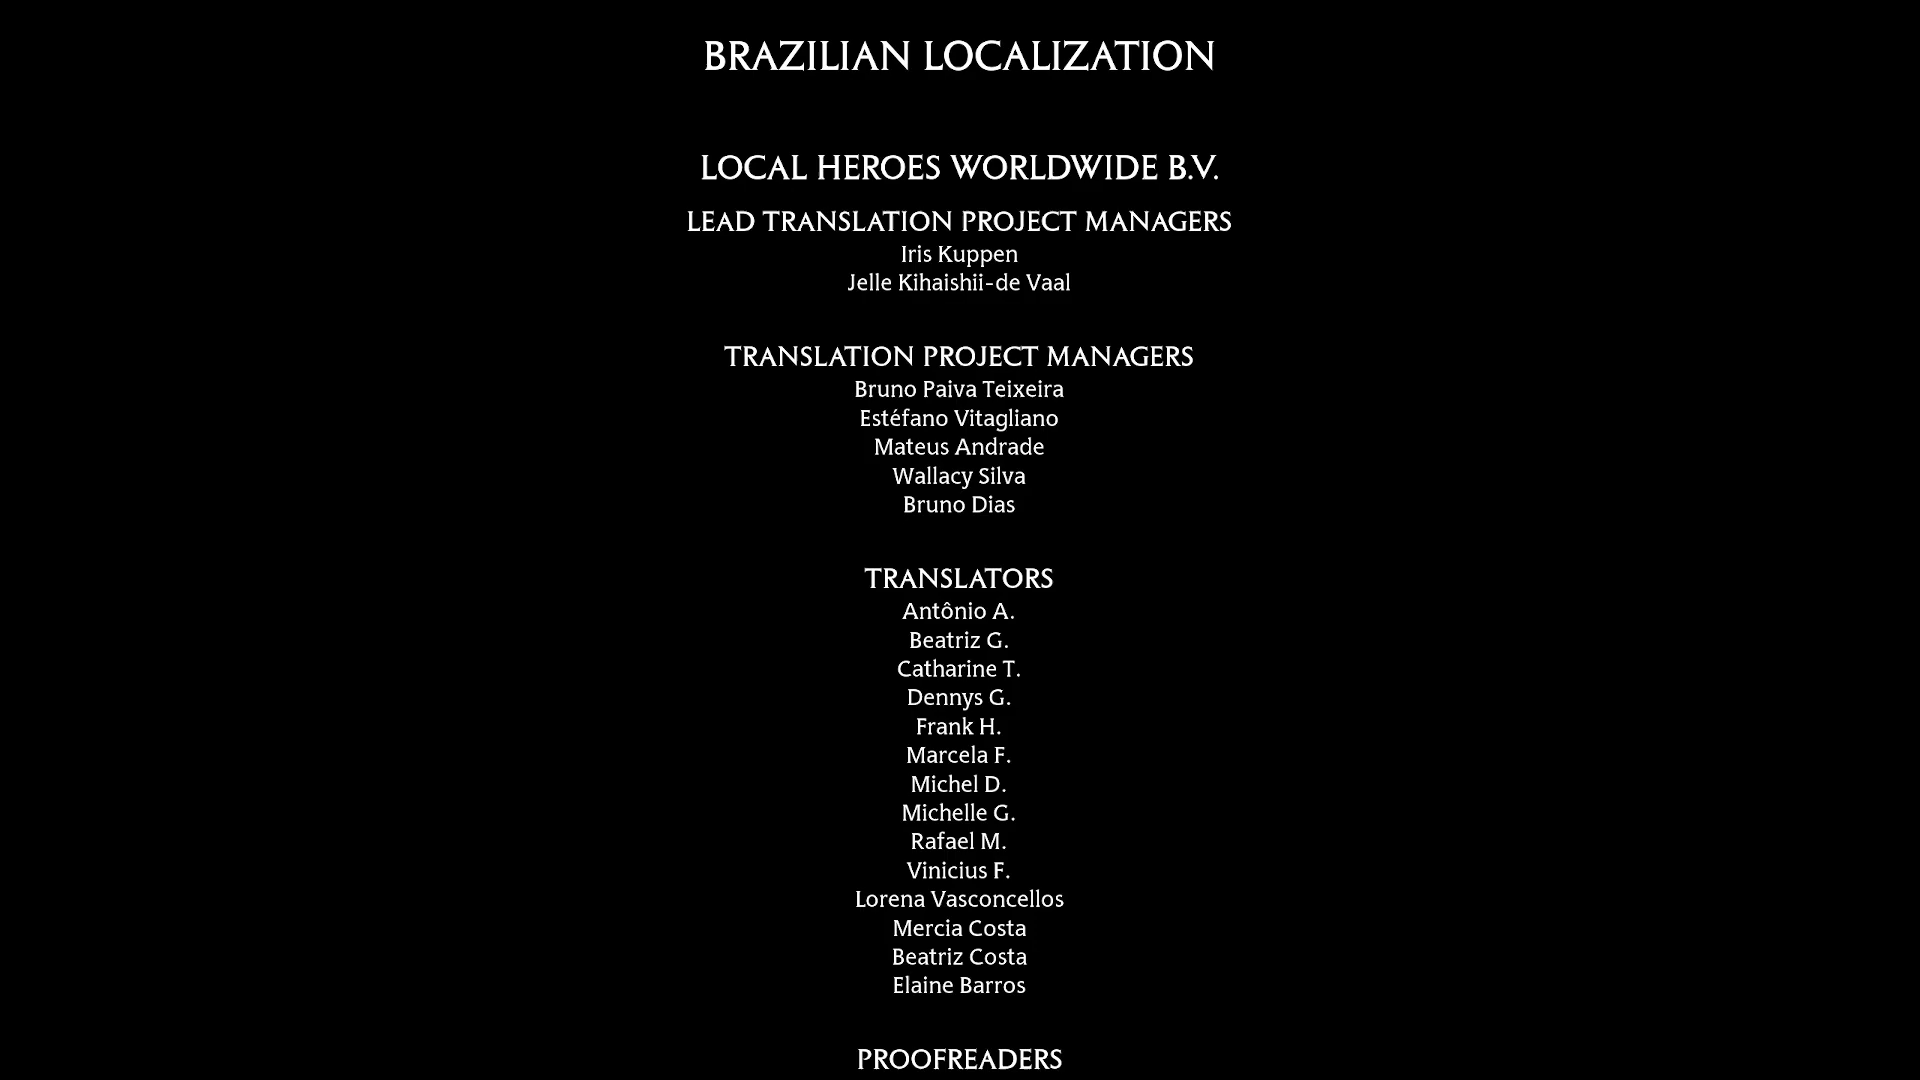 BRAZILIAN LOCALIZATION
LOCAL HEROES WORLDWIDE B.V.
LEAD TRANSLATION PROJECT MANAGERS
Iris Kuppen
Jelle Kihaishii-de Vaal
TRANSLATION PROJECT MANAGERS
Bruno Paiva Teixeira
Estéfano Vitagliano
Mateus Andrade
Wallacy Silva
Bruno Dias
TRANSLATORS
Antônio A.
Beatriz G.
Catharine T.
Dennys G.
Frank H.
Marcela F.
Michel D.
Michelle G.
Rafael M.
Vinicius F.
Lorena Vasconcellos
Mercia Costa
Beatriz Costa
Elaine Barros
PROOFREADERS